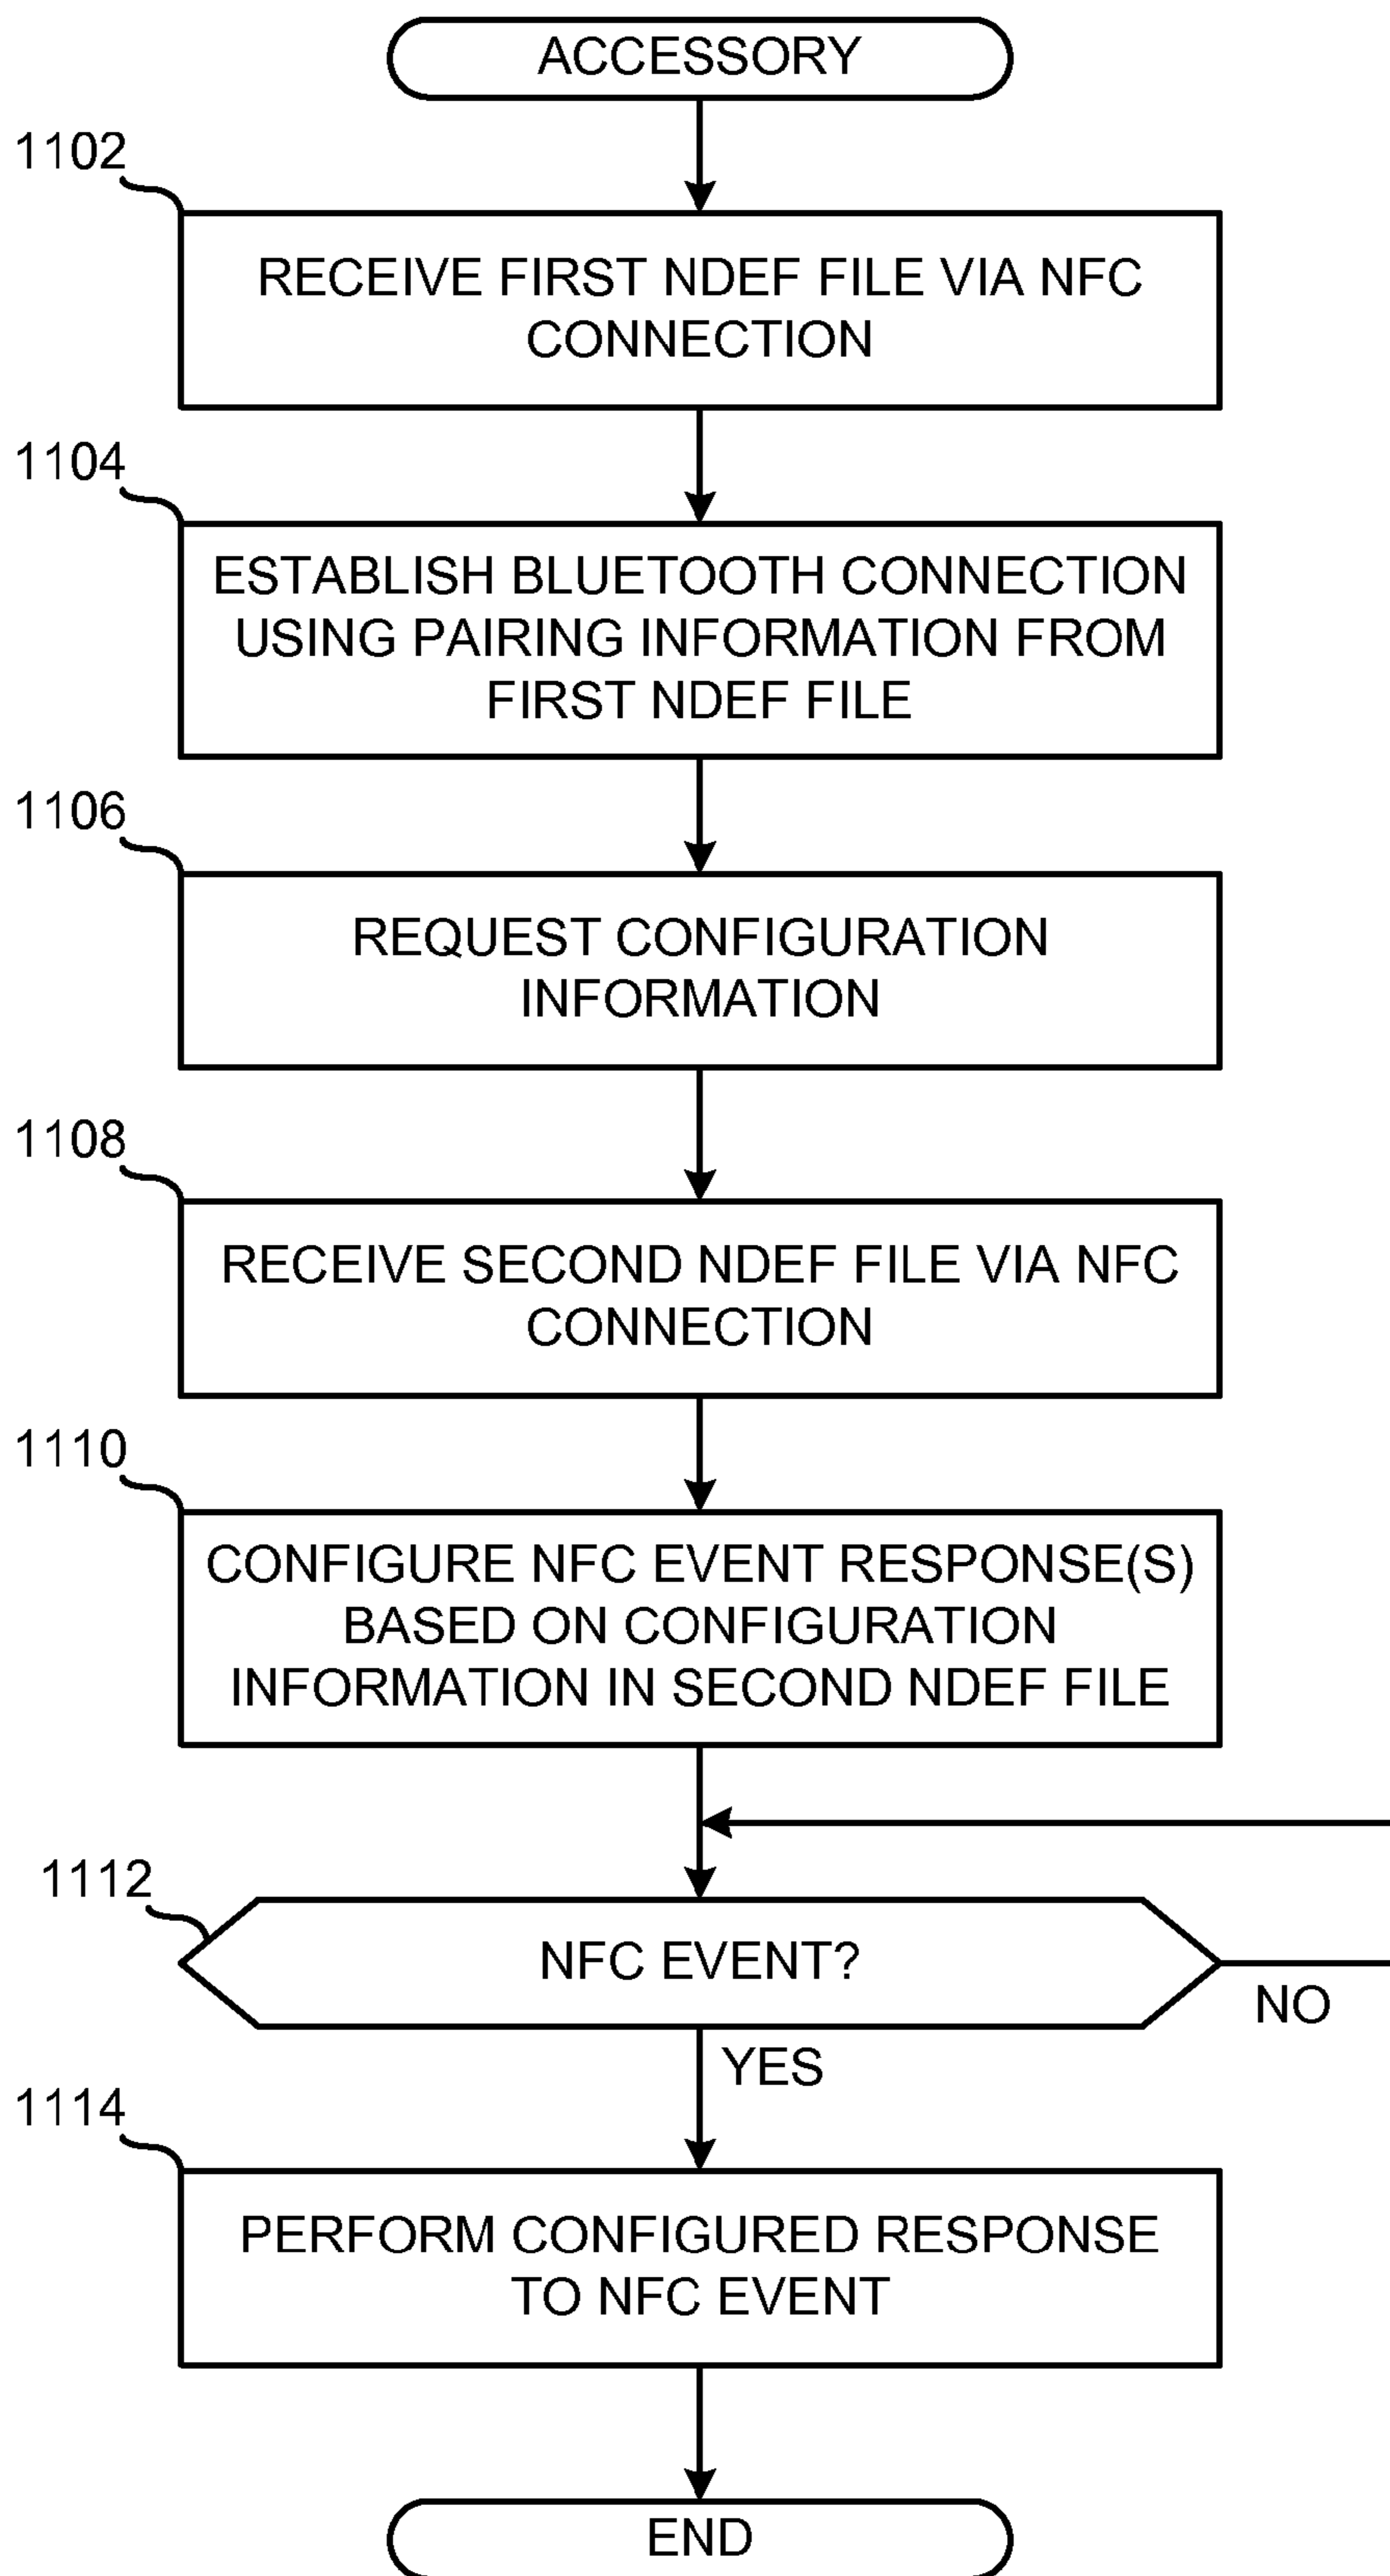 ACCESSORY
1102
RECEIVE FIRST NDEF FILE VIA NFC
CONNECTION
1104
ESTABLISH BLUETOOTH CONNECTION
USING PAIRING INFORMATION FROM
FIRST NDEF FILE
1106
REQUEST CONFIGURATION
INFORMATION
1108
RECEIVE SECOND NDEF FILE VIA NFC
CONNECTION
1110
CONFIGURE NFC EVENT RESPONSE(S)
BASED ON CONFIGURATION
INFORMATION IN SECOND NDEF FILE
1112
NFC EVENT?
NO
YES
1114
PERFORM CONFIGURED RESPONSE
TO NFC EVENT
END